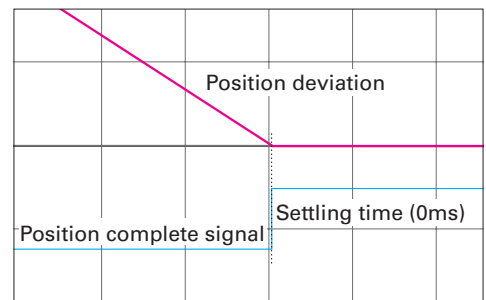 Position deviation
Settling time (0ms)
Position complete signal